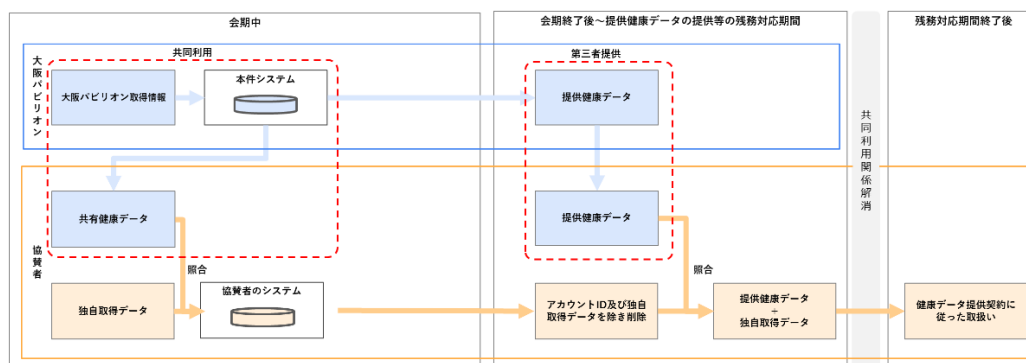 会期中
会期終了後～提供健康データの提供等の残務対応期間
残務対応期間終了後
共同利用
第三者提供
大阪パビリオン
大阪パビリオン取得情報
本件システム
提供健康データ
共同利用関係解消
共有健康データ
提供健康データ
協賛者
照合
照合
独自取得データ
協賛者のシステム
アカウントID及び独自
取得データを除き削除
提供健康データ
+
独自取得データ
健康データ提供契約に
従った取扱い